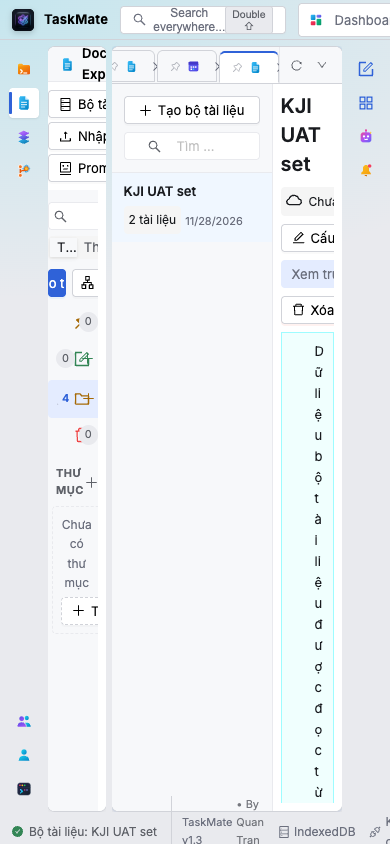 TaskMate
Search everywhere...
Double ⇧
Dashboa
Doc
Exp
Bộ tà
Nhập
Prom
T... Th
o t
0
0
4
0
THƯ
MỤC
Chưa
có
thư
mục
T
Tạo bộ tài liệu
Tìm ...
KJI UAT set
2 tài liệu 11/28/2026
KJI
UAT
set
Chưa
Cấu
Xem trư
Xóa
D
ữ
li
ệ
u
b
ộ
t
à
i
li
ệ
u
đ
ư
ợ
c
đ
ọ
c
t
ừ
Bộ tài liệu: KJI UAT set
TaskMate
v1.3
• By
Quan
Tran
IndexedDB